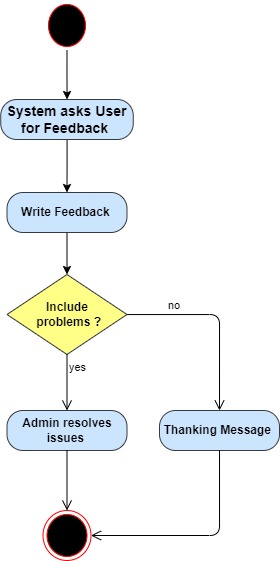 System asks User
for Feedback
Write Feedback
Include
problems ?
no
yes
Admin resolves
issues
Thanking Message